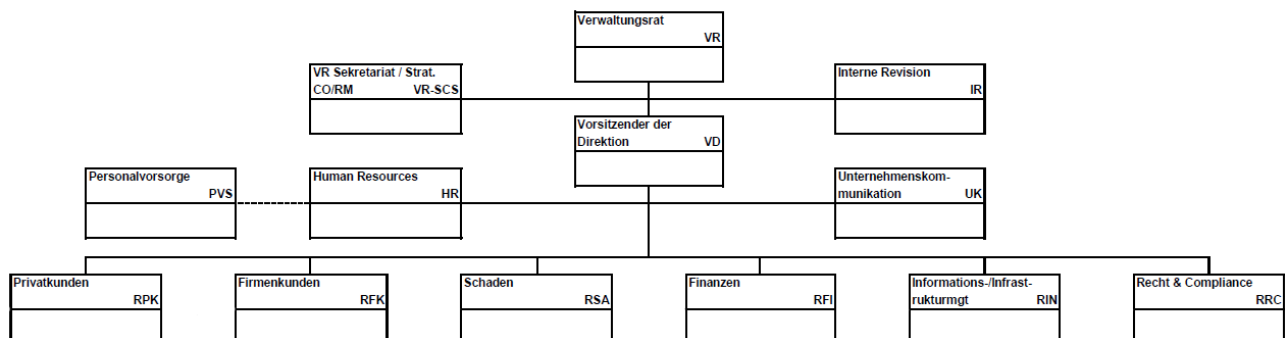 Verwaltungsrat
VR
VR Sekretariat / Strat.
CO/RM VR-SCS
Interne Revision
IR
Vorsitzender der
Direktion VD
Personalvorsorge
PVS
Human Resources
HR
Unternehmenskom-
munikation UK
Privatkunden
RPK
Firmenkunden
RFK
Schaden
RSA
Finanzen
RFI
Informations-/Infrast-
rukturmgt RIN
Recht & Compliance
RRC